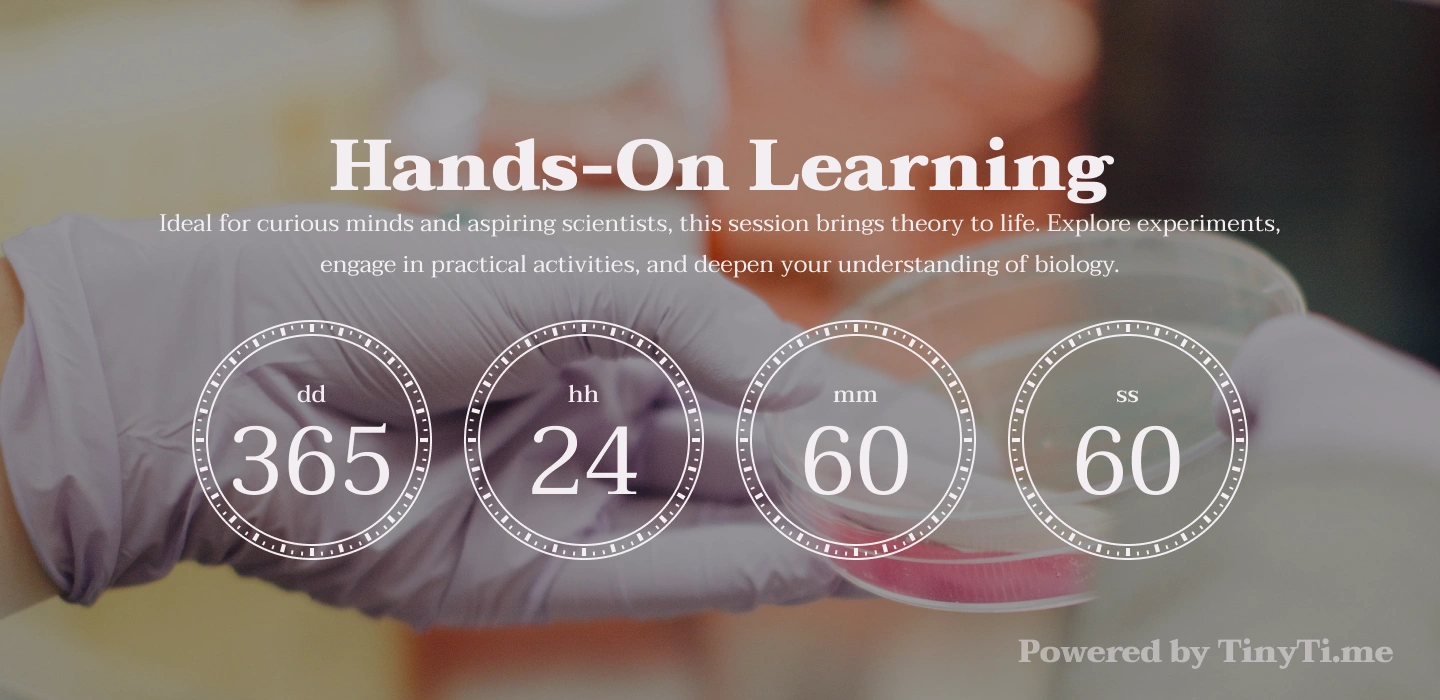 Hands-On Learning
Ideal for curious minds and aspiring scientists, this session brings theory to life. Explore experiments,
engage in practical activities, and deepen your understanding of biology.
dd hh mm ss
365 24 60 60
Powered by TinyTi.me